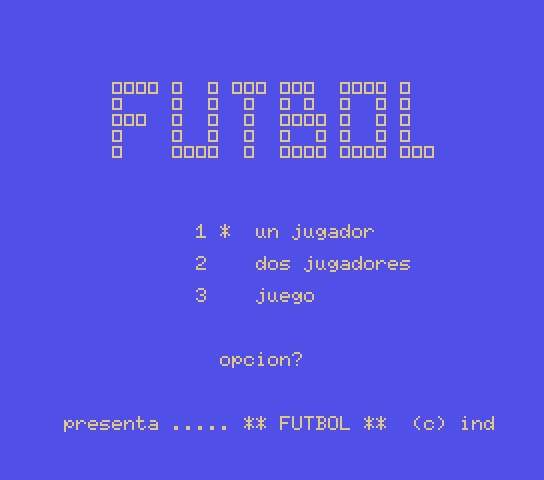 FUTBOL
1 * un jugador
2 dos jugadores
3 juego
opcion?
presenta ..... ** FUTBOL ** (c) ind